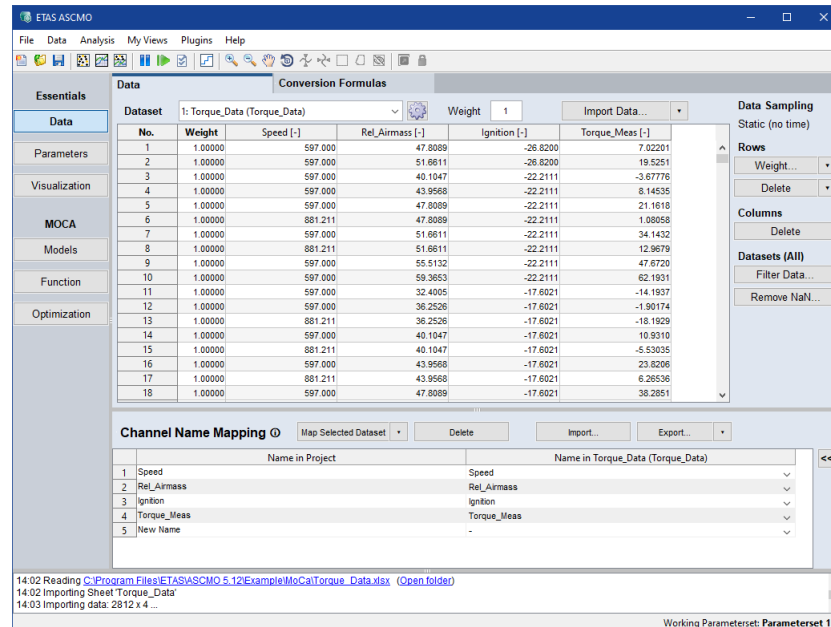 ETAS ASCMO
File Data Analysis My Views Plugins Help
Essentials
Data
Parameters
Visualization
MOCA
Models
Function
Optimization
Data Conversion Formulas
Dataset 1: Torque_Data (Torque_Data) Weight 1 Import Data...
No. Weight Speed [-] Rel_Airmass [-] Ignition [-] Torque_Meas [-]
1 1.00000 597.000 47.8089 -26.8200 7.02201
2 1.00000 597.000 51.6611 -26.8200 19.5251
3 1.00000 597.000 40.1047 -22.2111 -3.67776
4 1.00000 597.000 43.9568 -22.2111 8.14535
5 1.00000 597.000 47.8089 -22.2111 21.1618
6 1.00000 881.211 47.8089 -22.2111 1.08058
7 1.00000 597.000 51.6611 -22.2111 34.1432
8 1.00000 881.211 51.6611 -22.2111 12.9679
9 1.00000 597.000 55.5132 -22.2111 47.6720
10 1.00000 597.000 59.3653 -22.2111 62.1931
11 1.00000 597.000 32.4005 -17.6021 -14.1937
12 1.00000 597.000 36.2526 -17.6021 -1.90174
13 1.00000 881.211 36.2526 -17.6021 -18.1929
14 1.00000 597.000 40.1047 -17.6021 10.9310
15 1.00000 881.211 40.1047 -17.6021 -5.53035
16 1.00000 597.000 43.9568 -17.6021 23.8206
17 1.00000 881.211 43.9568 -17.6021 6.26536
18 1.00000 597.000 47.8089 -17.6021 38.2851
Data Sampling
Static (no time)
Rows
Weight...
Delete
Columns
Delete
Datasets (All)
Filter Data...
Remove NaN...
Channel Name Mapping Map Selected Dataset Delete Import... Export...
Name in Project Name in Torque_Data (Torque_Data) <<
1 Speed Speed
2 Rel_Airmass Rel_Airmass
3 Ignition Ignition
4 Torque_Meas Torque_Meas
5 New Name -
14:02 Reading C:\Program Files\ETAS\ASCMO 5.12\Example\MoCa\Torque_Data.xlsx (Open folder)
14:02 Importing Sheet 'Torque_Data'
14:03 Importing data: 2812 x 4 ...
Working Parameterset: Parameterset 1